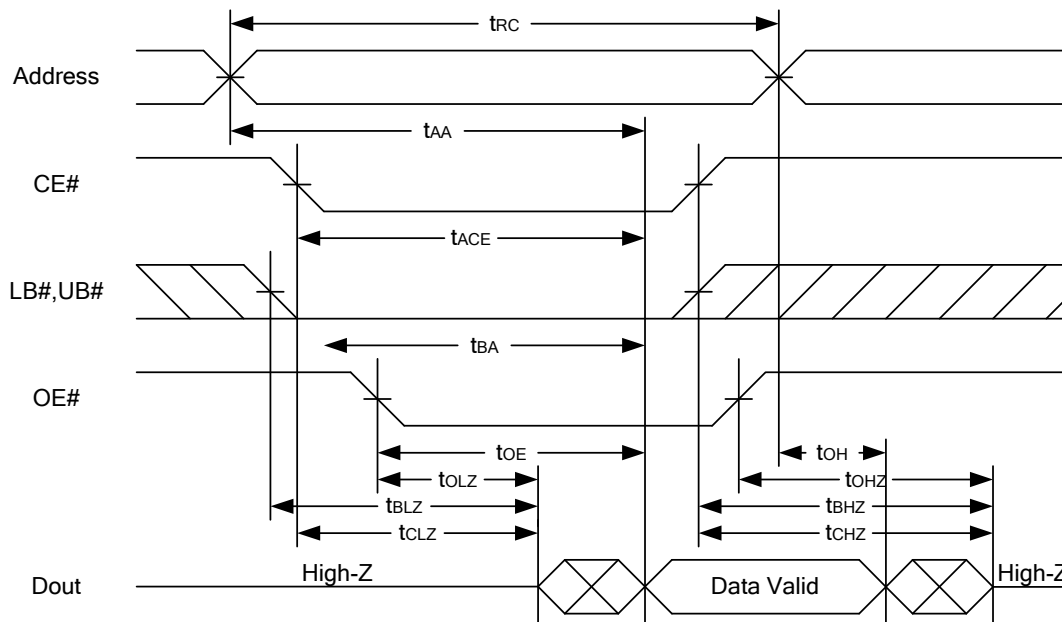 tRC
Address
tAA
CE#
tACE
LB#,UB#
tBA
OE#
tOE
tOH
tOLZ
tOHZ
tBLZ
tBHZ
tCLZ
tCHZ
Dout
High-Z
Data Valid
High-Z